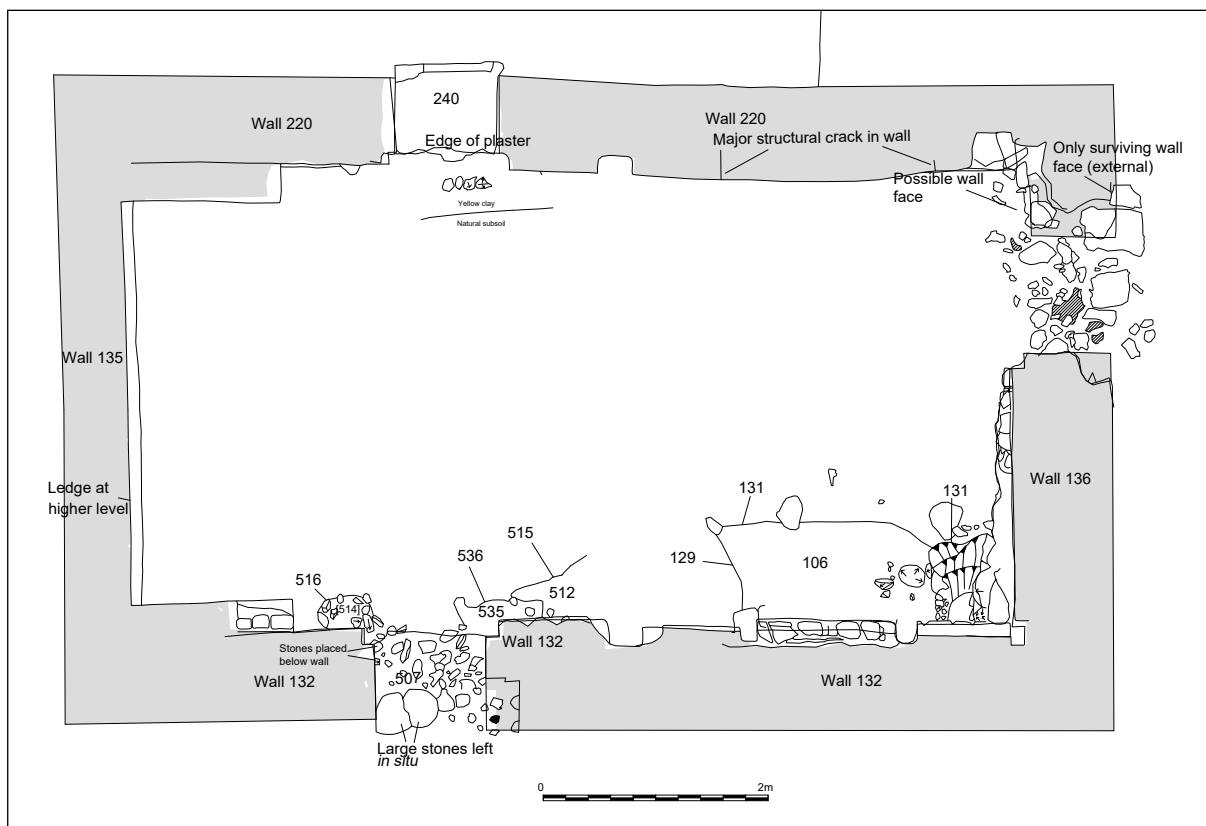 240
Wall 220
Wall 220
Edge of plaster
Major structural crack in wall
Only surviving wall
face (external)
Possible wall
face
Yellow clay
Natural subsoil
Wall 135
Ledge at
higher level
Wall 136
131
131
515
536
129
106
516
512
[514]
535
Wall 132
Stones placed
below wall
Wall 132
507
Wall 132
Large stones left
in situ
0
2m